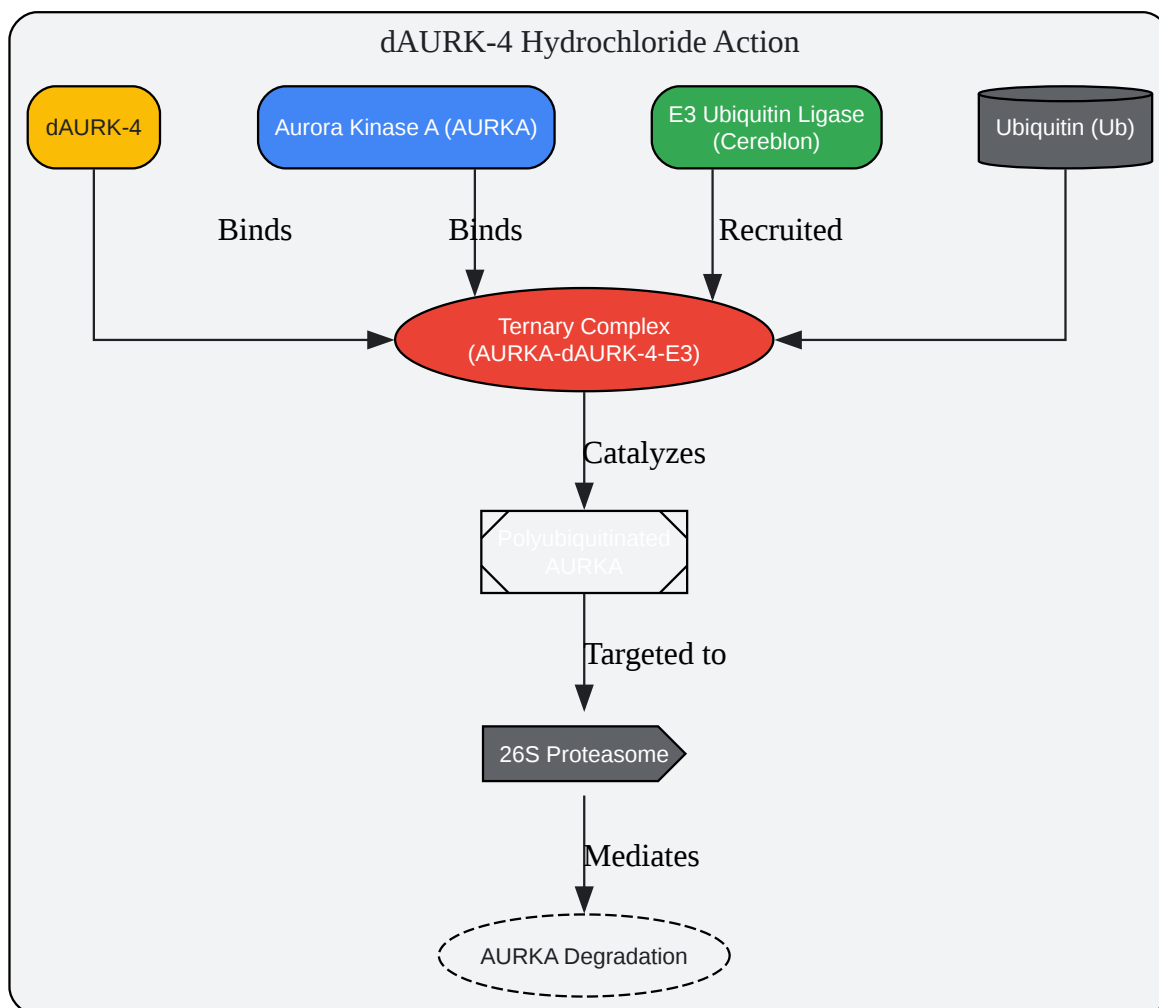 dAURK-4 Hydrochloride Action
dAURK-4
Aurora Kinase A (AURKA)
E3 Ubiquitin Ligase
(Cereblon)
Ubiquitin (Ub)
Binds
Binds
Recruited
Ternary Complex
(AURKA-dAURK-4-E3)
Catalyzes
Polyubiquitinated
AURKA
Targeted to
26S Proteasome
Mediates
AURKA Degradation